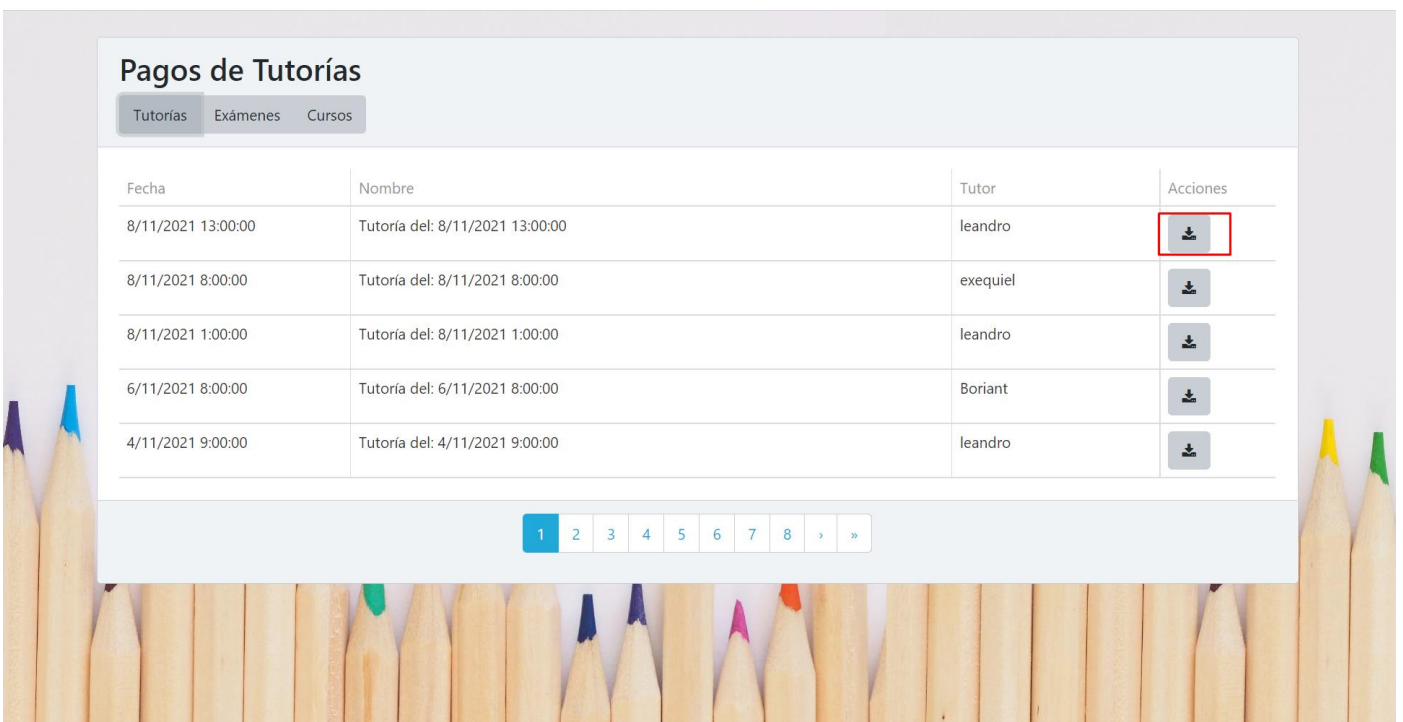 Pagos de Tutorías
Tutorías Exámenes Cursos
Fecha Nombre Tutor Acciones
8/11/2021 13:00:00 Tutoría del: 8/11/2021 13:00:00 leandro
8/11/2021 8:00:00 Tutoría del: 8/11/2021 8:00:00 exequiel
8/11/2021 1:00:00 Tutoría del: 8/11/2021 1:00:00 leandro
6/11/2021 8:00:00 Tutoría del: 6/11/2021 8:00:00 Boriant
4/11/2021 9:00:00 Tutoría del: 4/11/2021 9:00:00 leandro
1 2 3 4 5 6 7 8 › »